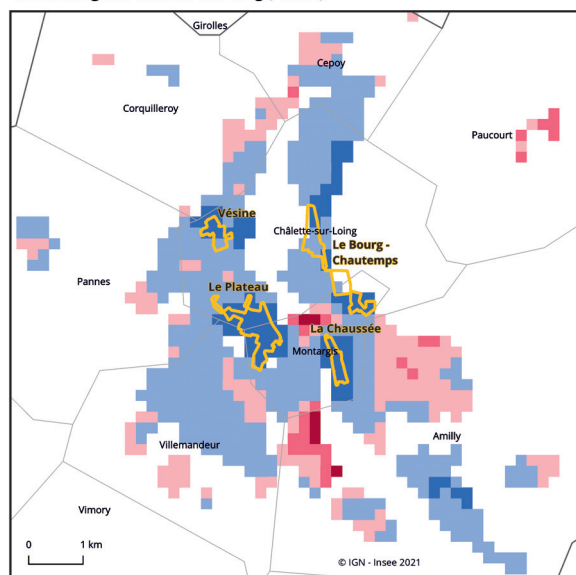 Girolles
Cepoy
Corquilleroy
Paucourt
Vésine
Châlette-sur-Loing
Le Bourg -
Chautemps
Pannes
Le Plateau
La Chaussée
Montargis
Amilly
Villemandeur
Vimory
0
1 km
© IGN - Insee 2021